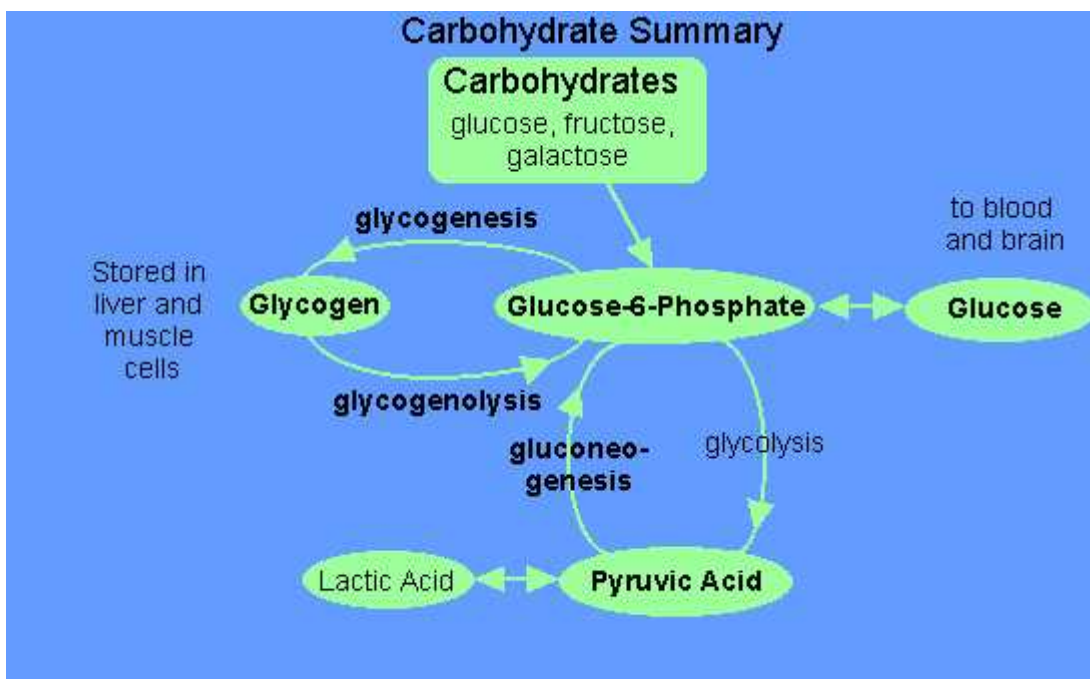 Carbohydrate Summary
Carbohydrates
glucose, fructose,
galactose
glycogenesis
to blood
and brain
Stored in
liver and
muscle
cells
Glycogen
Glucose-6-Phosphate
Glucose
glycogenolysis
gluconeo-
genesis
glycolysis
Lactic Acid
Pyruvic Acid